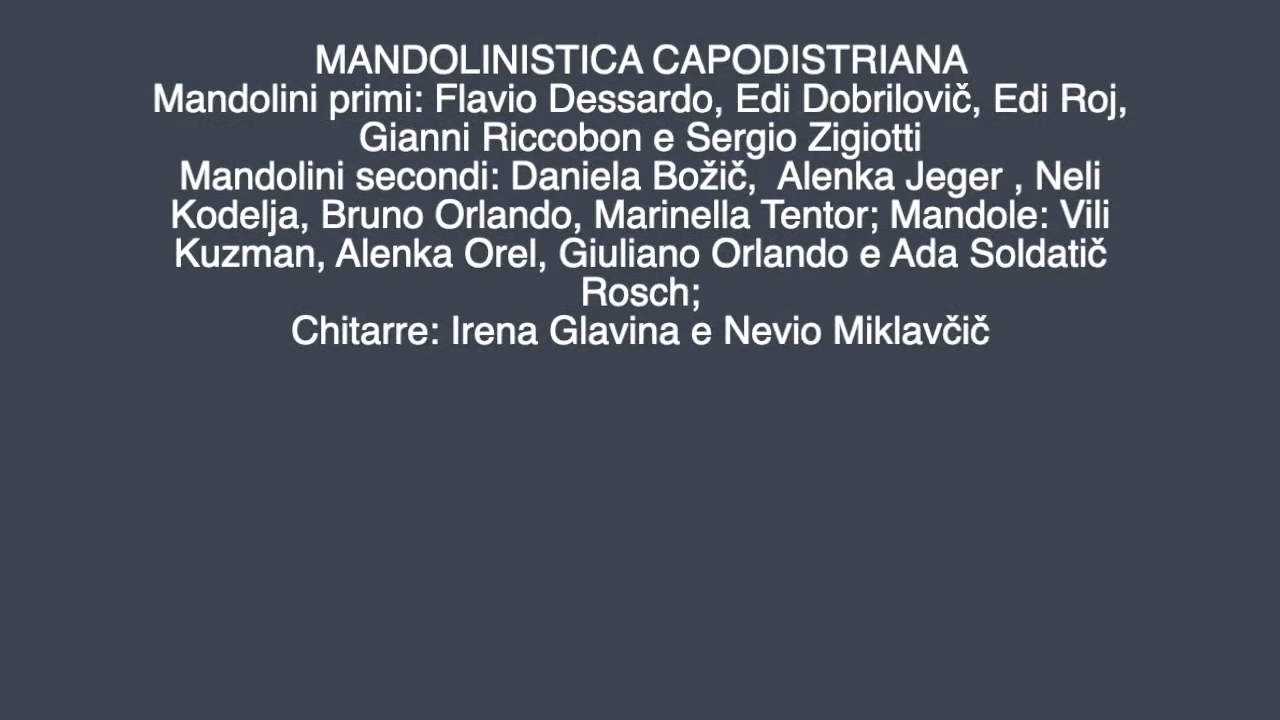 MANDOLINISTICA CAPODISTRIANA
Mandolini primi: Flavio Dessardo, Edi Dobrilovič, Edi Roj,
Gianni Riccobon e Sergio Zigiotti
Mandolini secondi: Daniela Božič,  Alenka Jeger , Neli
Kodelja, Bruno Orlando, Marinella Tentor; Mandole: Vili
Kuzman, Alenka Orel, Giuliano Orlando e Ada Soldatič
Rosch;
Chitarre: Irena Glavina e Nevio Miklavčič